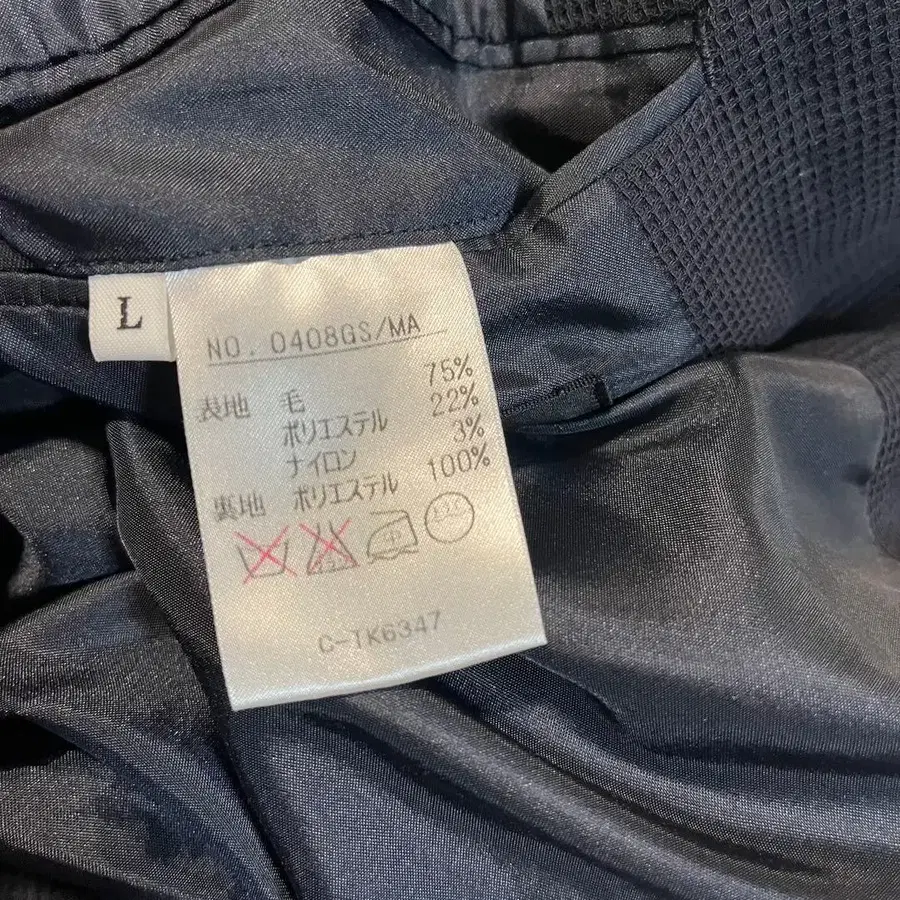 L
NO. 0408GS/MA
表地 毛 75%
ポリエステル 22%
ナイロン 3%
裏地 ポリエステル 100%
中
C-TK6347